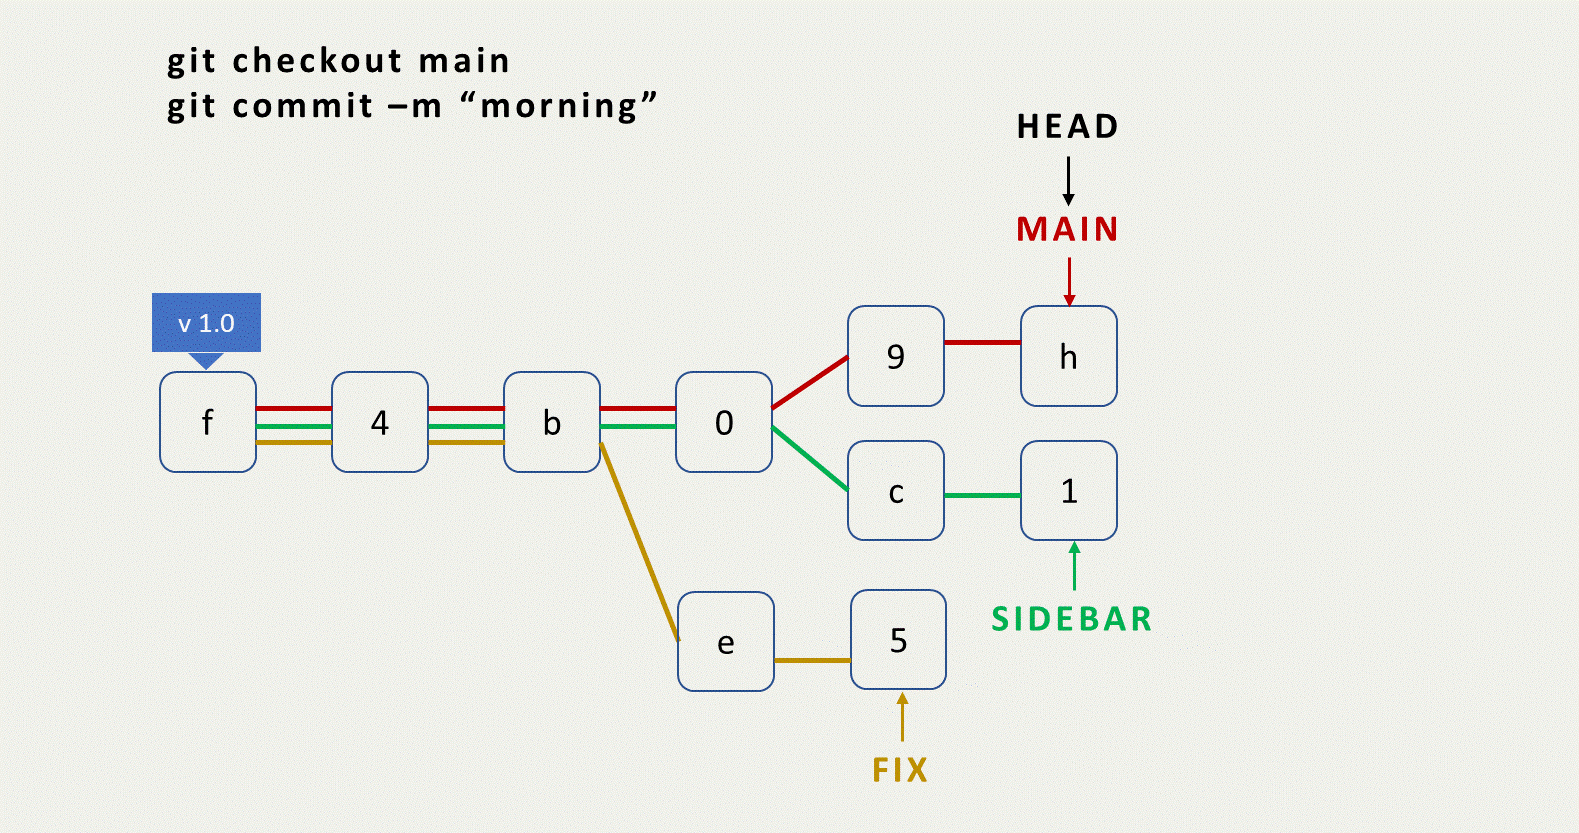 git checkout main
git commit –m “morning”
HEAD
MAIN
v 1.0
9
h
f
4
b
0
c
1
SIDEBAR
e
5
FIX